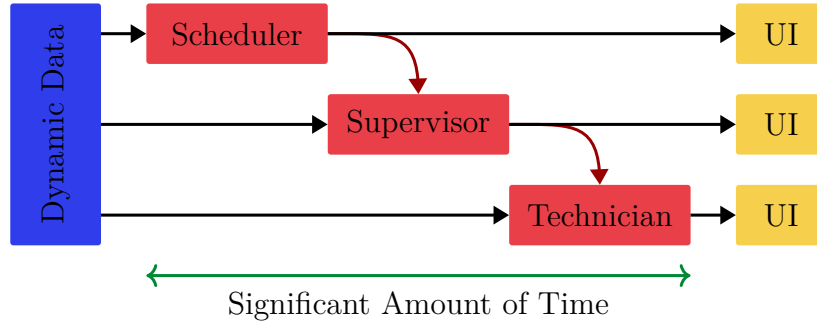 Dynamic Data
Scheduler
UI
Supervisor
UI
Technician
UI
Significant Amount of Time